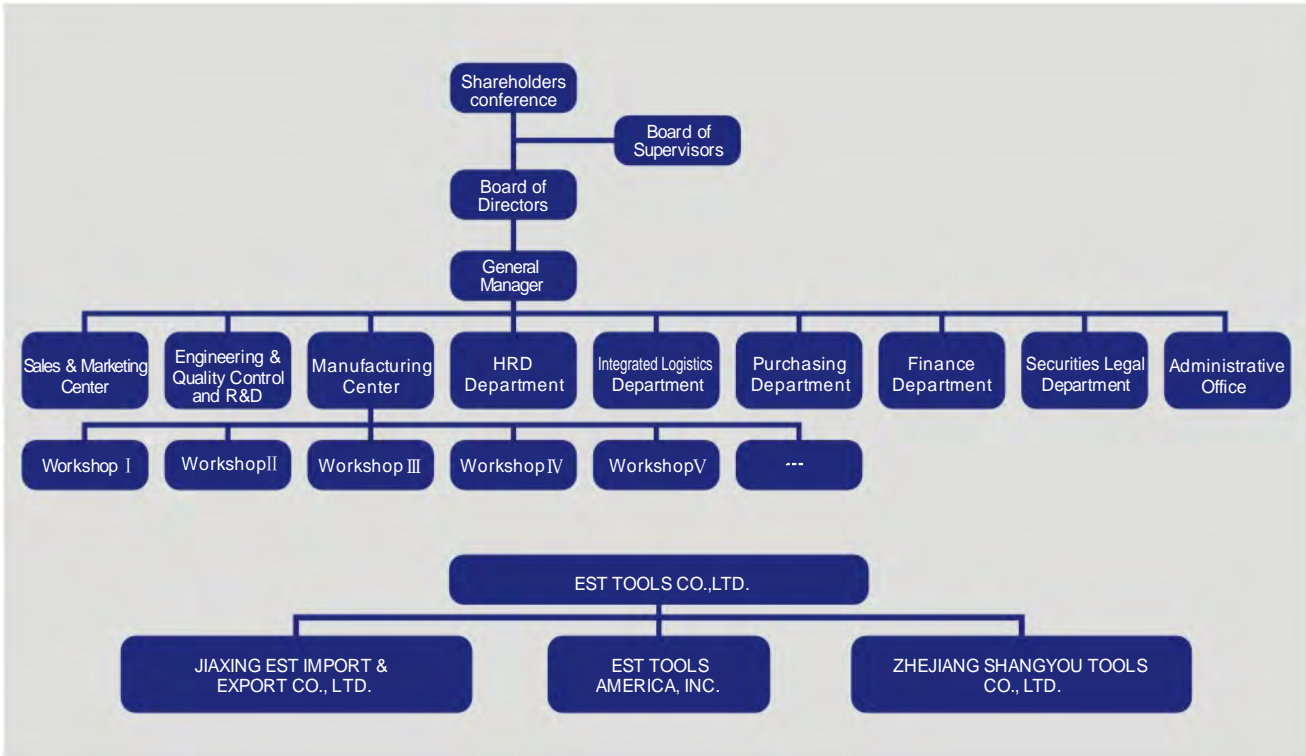 Shareholders
conference
Board of
Supervisors
Board of
Directors
General
Manager
Sales & Marketing
Center
Engineering &
Quality Control
and R&D
Manufacturing
Center
HRD
Department
Integrated Logistics
Department
Purchasing
Department
Finance
Department
Securities Legal
Department
Administrative
Office
Workshop Ⅰ
WorkshopⅡ
Workshop Ⅲ
Workshop Ⅳ
WorkshopⅤ
---
EST TOOLS CO.,LTD.
JIAXING EST IMPORT &
EXPORT CO., LTD.
EST TOOLS
AMERICA, INC.
ZHEJIANG SHANGYOU TOOLS
CO., LTD.